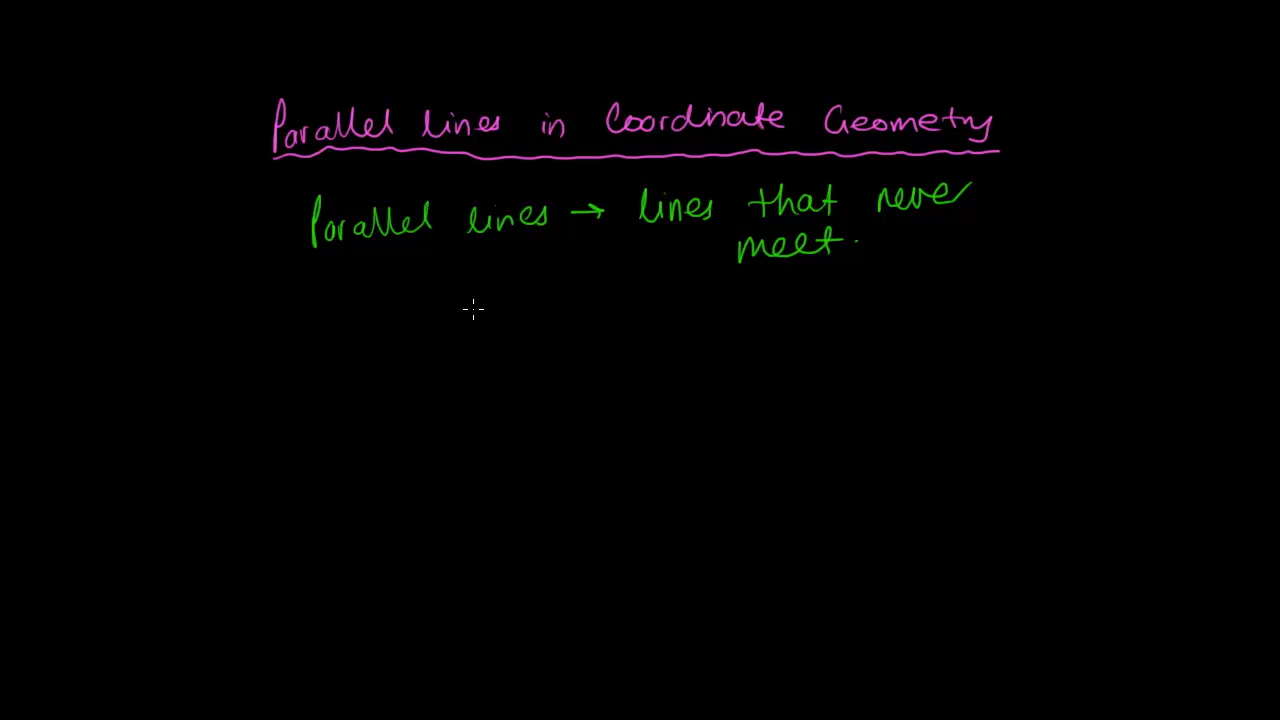 Parallel lines in Coordinate Geometry
Parallel lines → lines that never
meet.